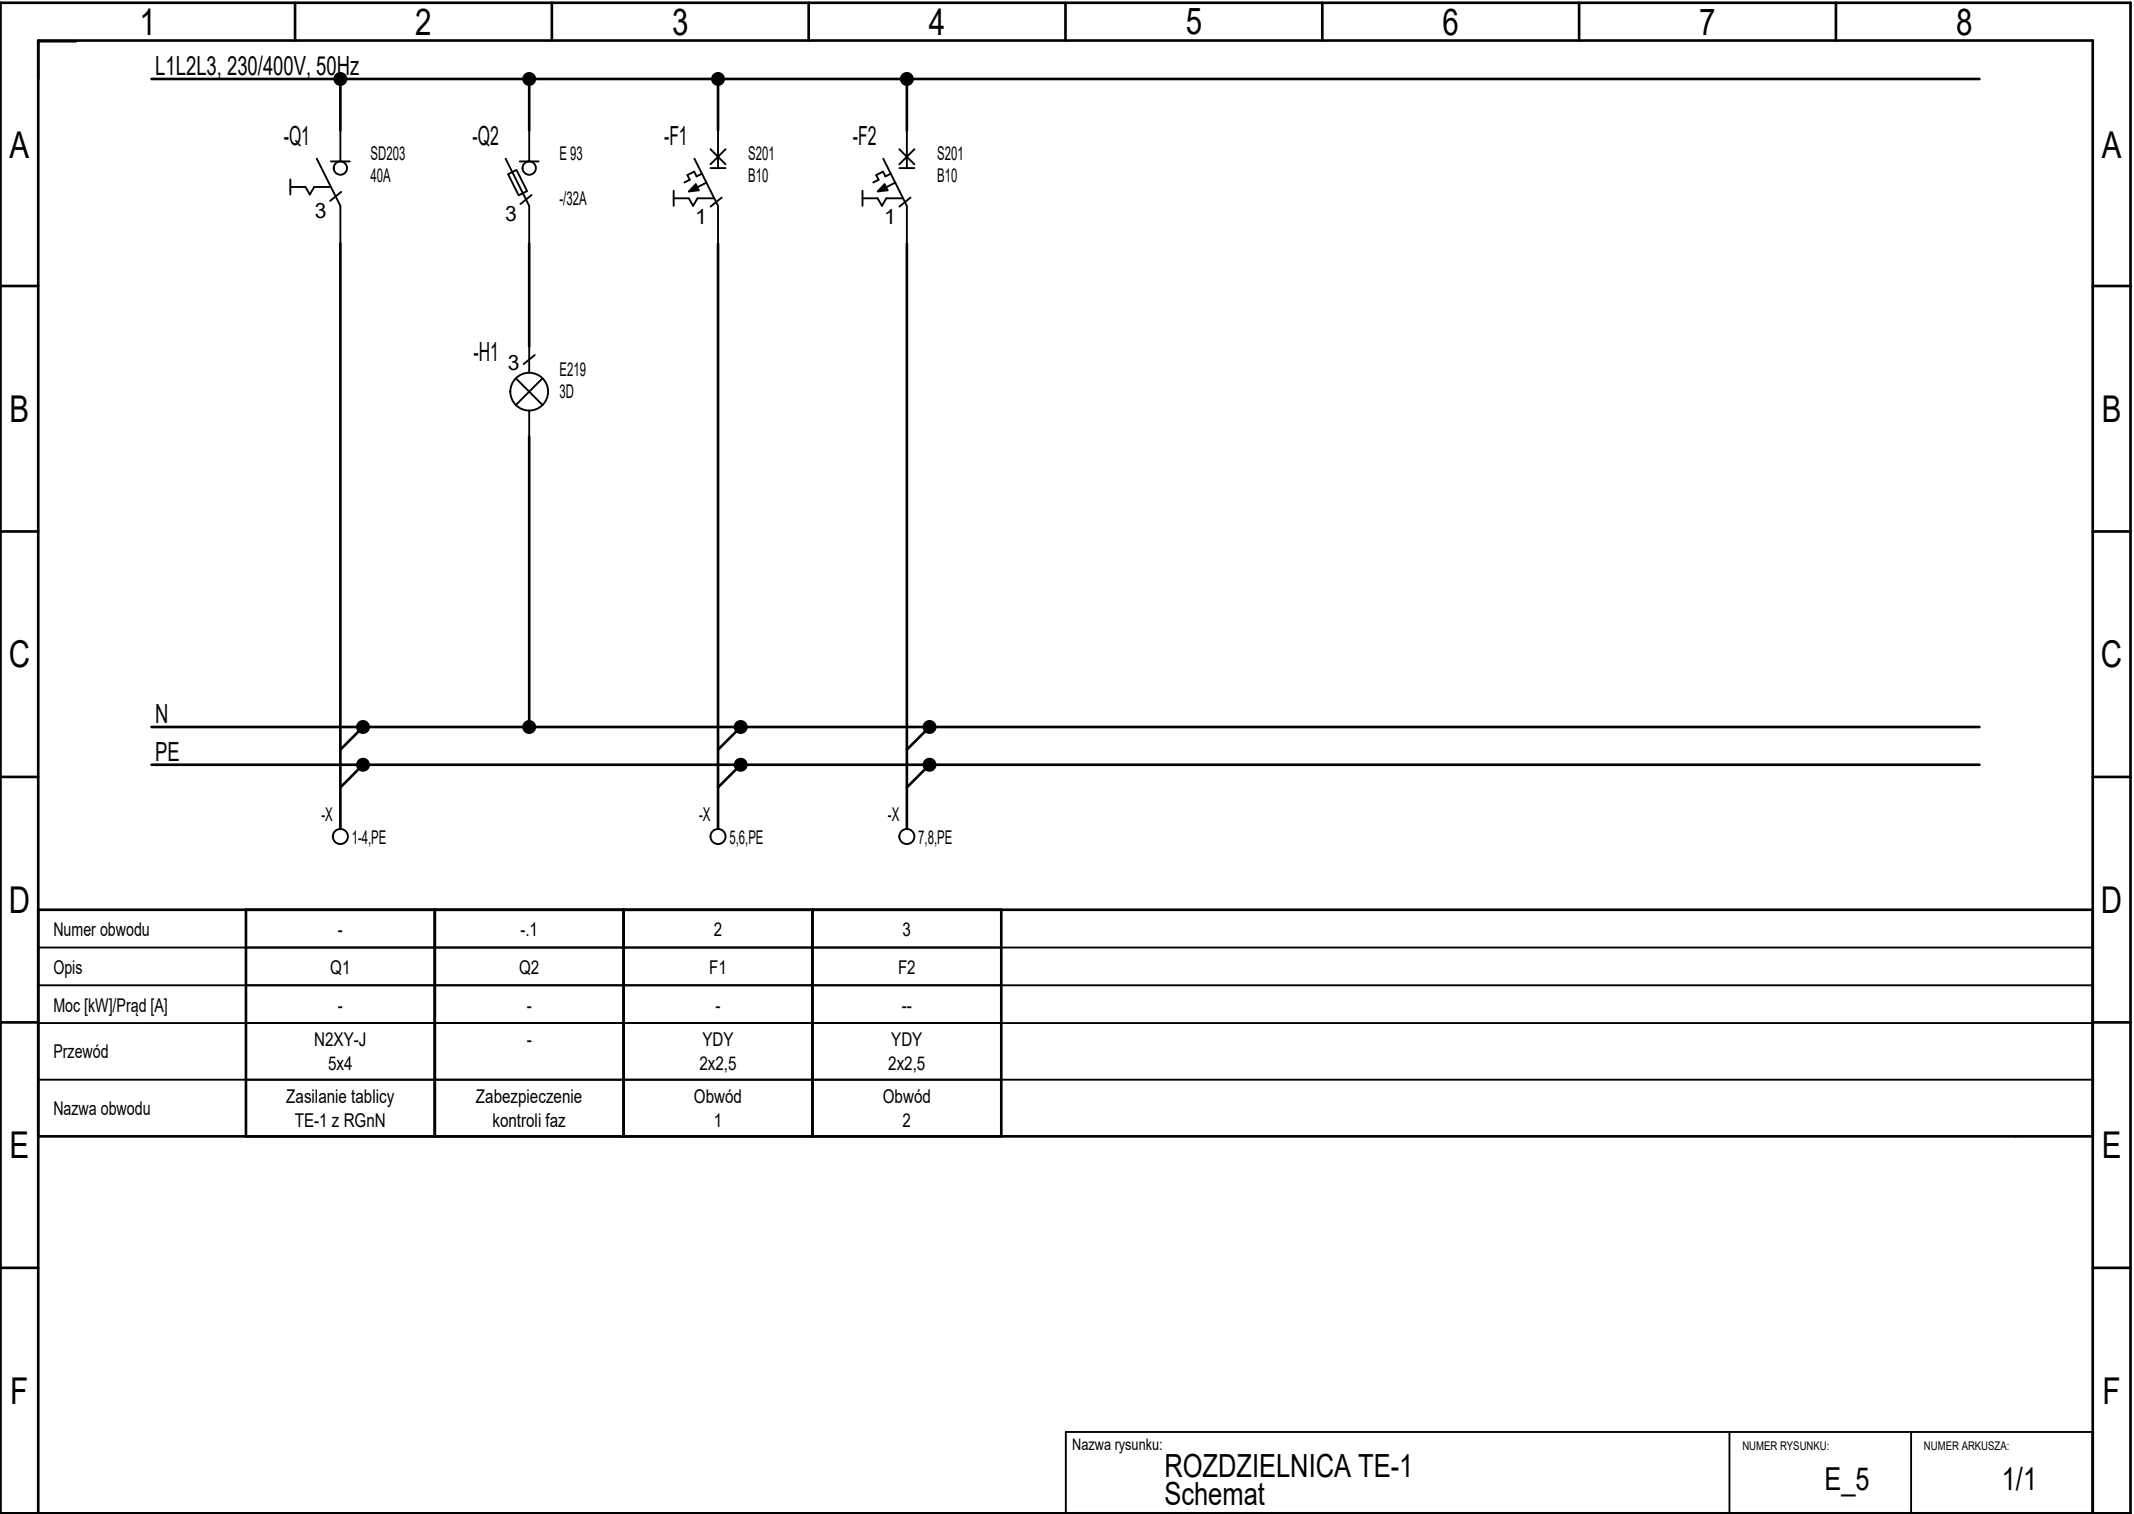 1 2 3 4 5 6 7 8
L1L2L3, 230/400V, 50Hz
A
A
-Q1
SD203
40A
3
-Q2
E 93
-/32A
3
-F1
S201
B10
1
-F2
S201
B10
1
-H1
3
E219
3D
B
B
C
C
N
PE
-X
1-4,PE
-X
5,6,PE
-X
7,8,PE
D
D
Numer obwodu - -.1 2 3
Opis Q1 Q2 F1 F2
Moc [kW]/Prąd [A] - - - --
Przewód
N2XY-J
5x4
-
YDY
2x2,5
YDY
2x2,5
Nazwa obwodu
Zasilanie tablicy
TE-1 z RGnN
Zabezpieczenie
kontroli faz
Obwód
1
Obwód
2
E
E
F
F
Nazwa rysunku:
ROZDZIELNICA TE-1
Schemat
NUMER RYSUNKU:
E_5
NUMER ARKUSZA:
1/1